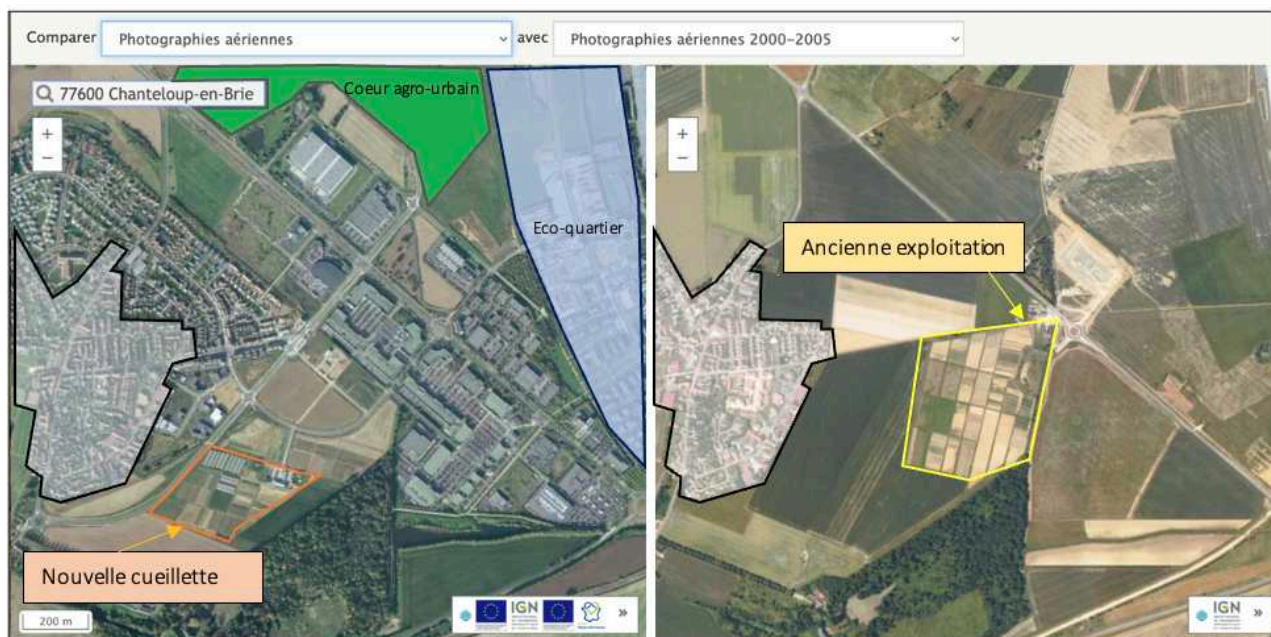 Comparer
Photographies aériennes
avec
Photographies aériennes 2000-2005
77600 Chanteloup-en-Brie
+
−
Coeur agro-urbain
Eco-quartier
Nouvelle cueillette
200 m
IGN
»
+
−
Ancienne exploitation
IGN
»